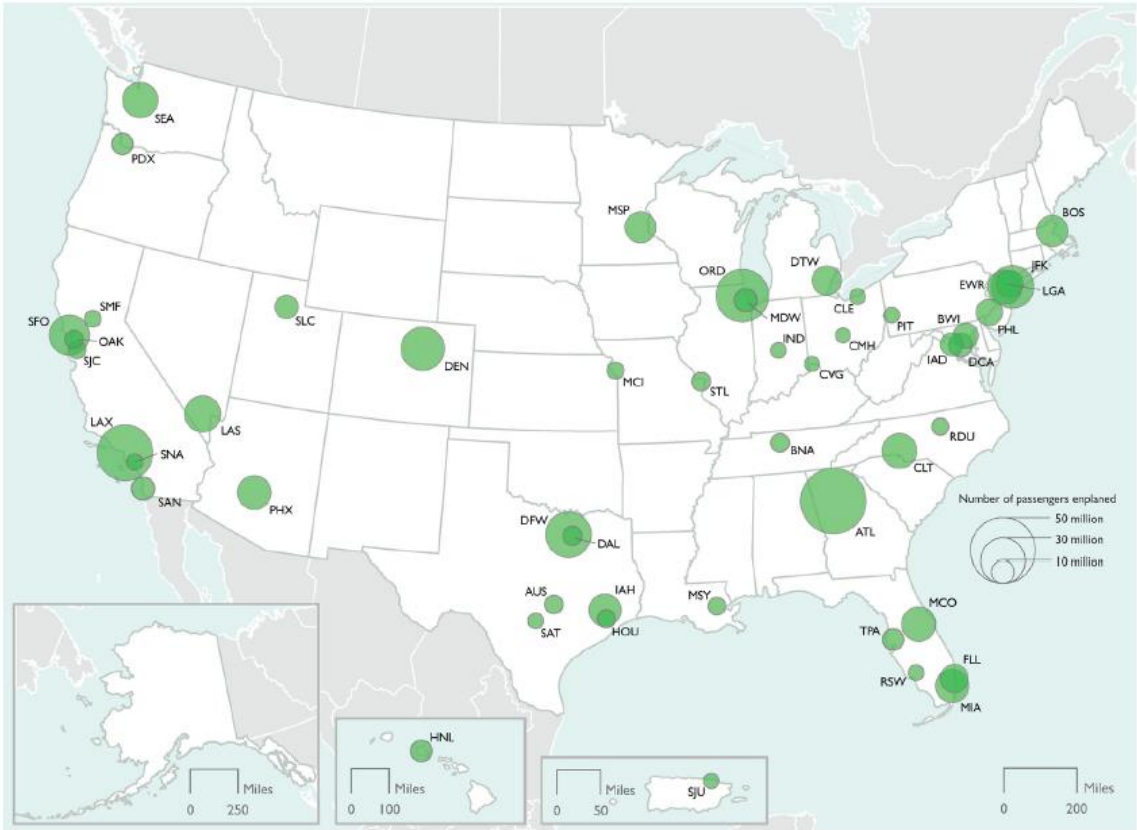 SEA
PDX
MSP
BOS
ORD
DTW
JFK
EWR
LGA
SMF
SFO
OAK
SJC
SLC
MDW
CLE
PIT
BWI
PHL
IND
CMH
IAD
DCA
DEN
MCI
STL
CVG
LAX
LAS
SNA
SAN
PHX
BNA
RDU
CLT
DFW
DAL
ATL
Number of passengers enplaned
50 million
30 million
10 million
AUS
IAH
SAT
HOU
MSY
MCO
TPA
FLL
RSW
MIA
HNL
SJU
Miles
0 250
Miles
0 100
Miles
0 50
Miles
0 200